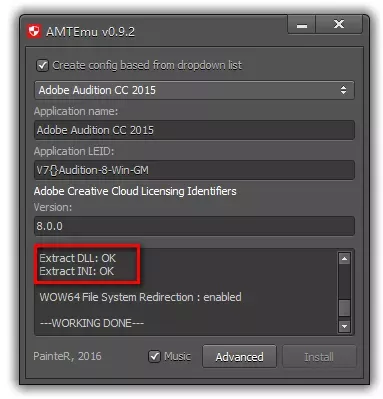 AMTEmu v0.9.2
Create config based from dropdown list
Adobe Audition CC 2015
Application name:
Adobe Audition CC 2015
Application LEID:
V7{}Audition-8-Win-GM
Adobe Creative Cloud Licensing Identifiers
Version:
8.0.0
Extract DLL: OK
Extract INI: OK
WOW64 File System Redirection : enabled
---WORKING DONE---
PainteR, 2016 Music Advanced Install